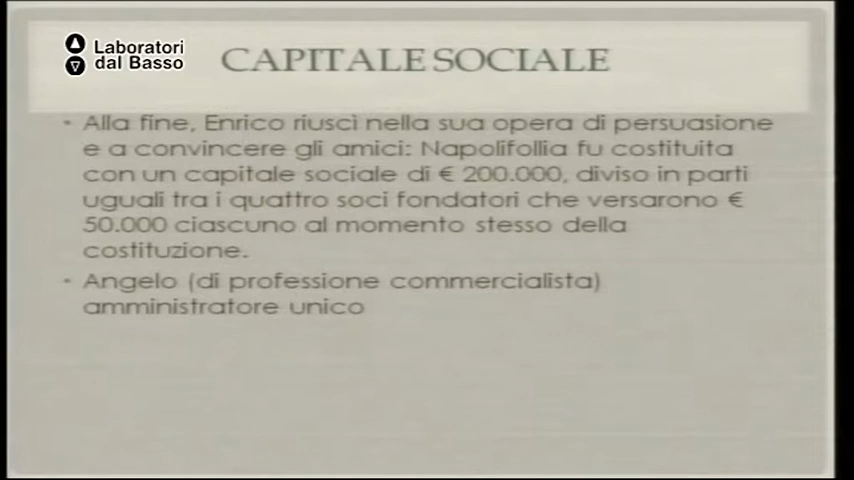 Laboratori
dal Basso
CAPITALE SOCIALE
• Alla fine, Enrico riuscì nella sua opera di persuasione
e a convincere gli amici: Napolifollia fu costituita
con un capitale sociale di € 200.000, diviso in parti
uguali tra i quattro soci fondatori che versarono €
50.000 ciascuno al momento stesso della
costituzione.
• Angelo (di professione commercialista)
amministratore unico